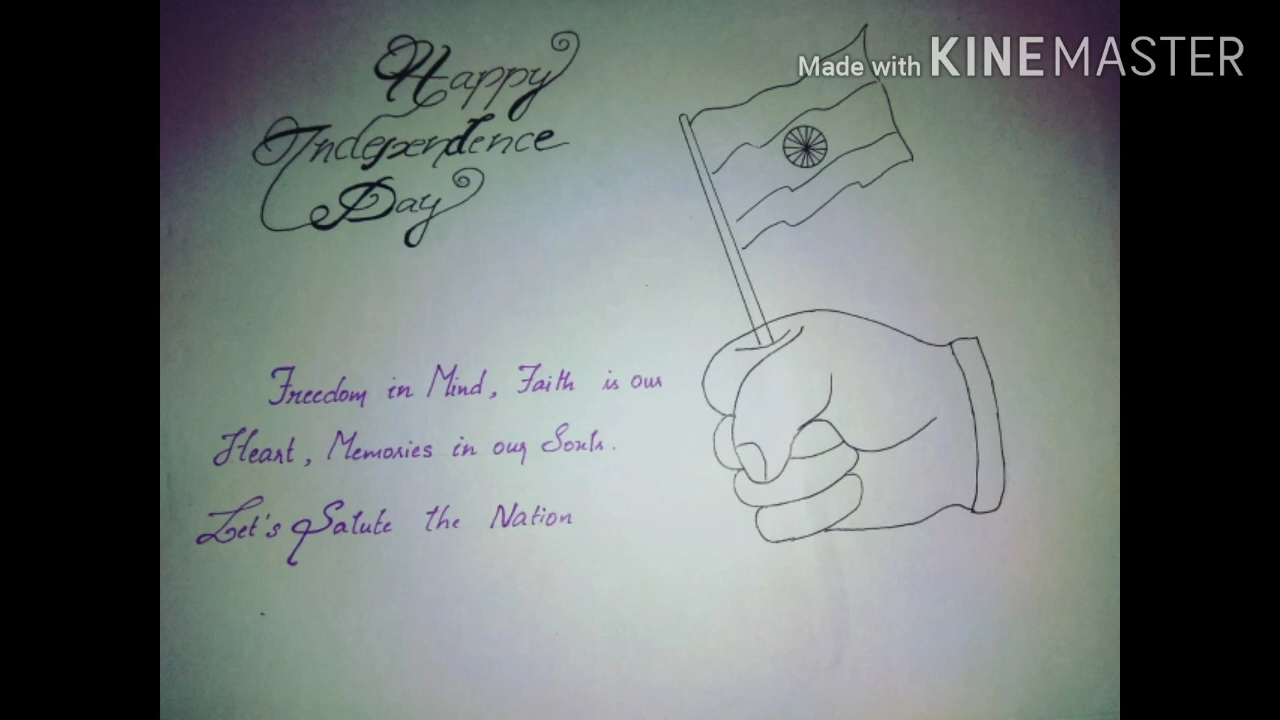 Happy
Independence
Day
Made with KINEMASTER
Freedom in Mind, Faith is our
Heart, Memories in our Souls.
Let's Salute the Nation